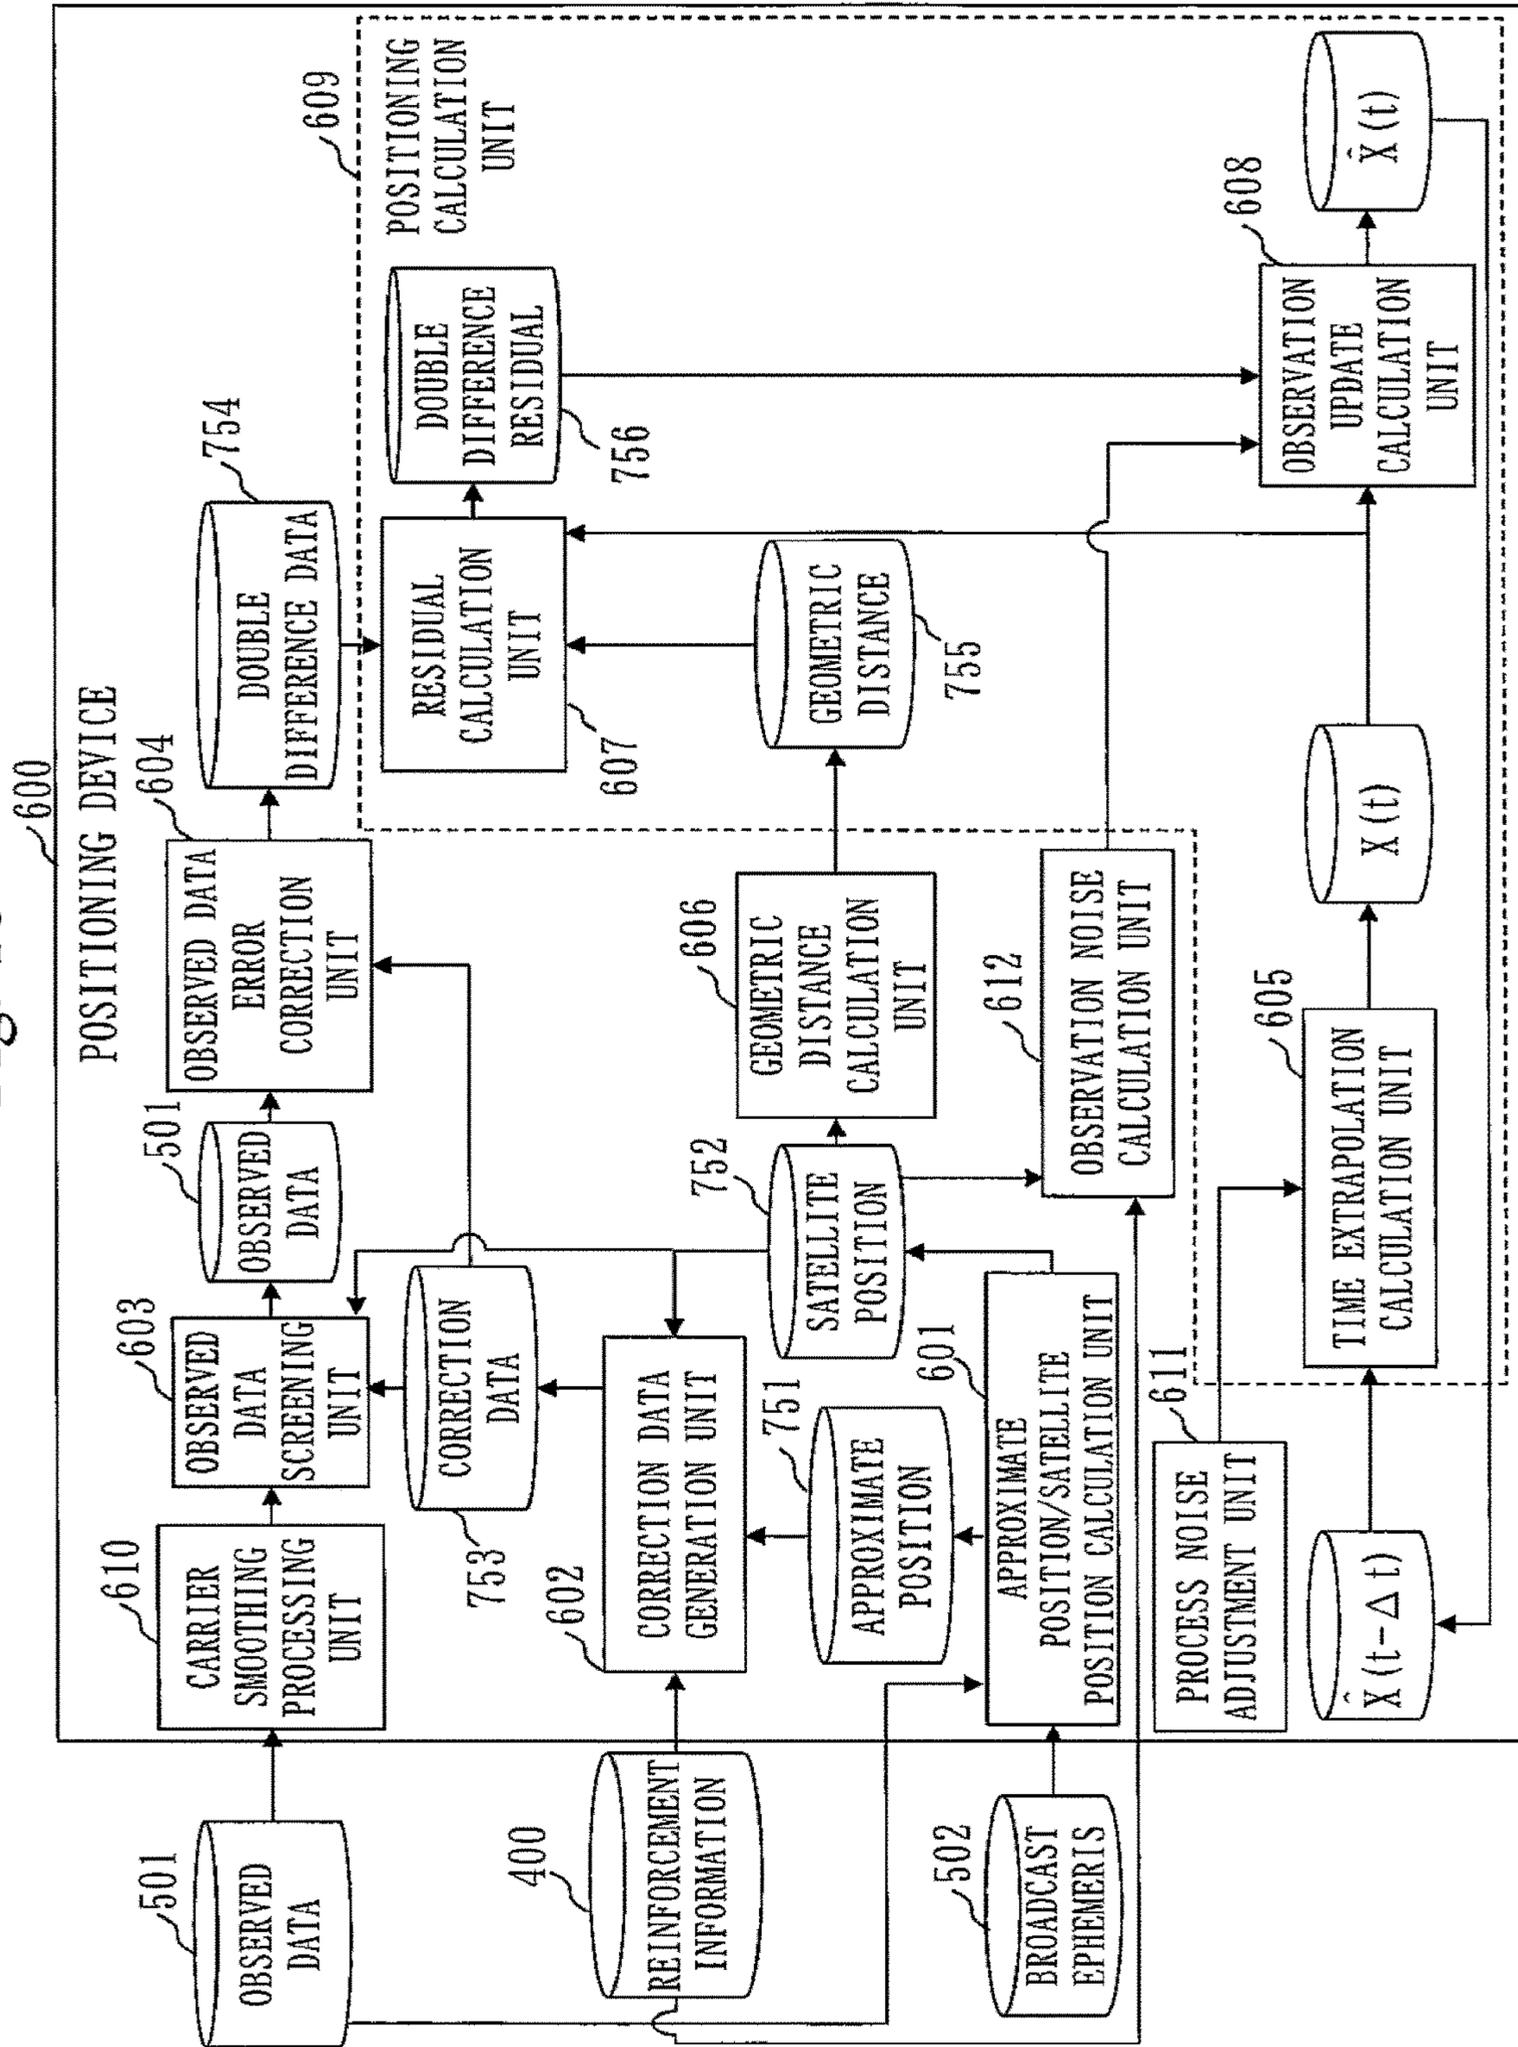 600
POSITIONING DEVICE
501
OBSERVED
DATA
610
CARRIER
SMOOTHING
PROCESSING
UNIT
603
OBSERVED
DATA
SCREENING
UNIT
501
OBSERVED
DATA
604
OBSERVED DATA
ERROR
CORRECTION
UNIT
754
DOUBLE
DIFFERENCE DATA
609
POSITIONING
CALCULATION
UNIT
753
CORRECTION
DATA
RESIDUAL
CALCULATION
UNIT
607
DOUBLE
DIFFERENCE
RESIDUAL
756
400
REINFORCEMENT
INFORMATION
602
CORRECTION DATA
GENERATION UNIT
751
APPROXIMATE
POSITION
752
SATELLITE
POSITION
606
GEOMETRIC
DISTANCE
CALCULATION
UNIT
GEOMETRIC
DISTANCE
755
502
BROADCAST
EPHEMERIS
601
APPROXIMATE
POSITION/SATELLITE
POSITION CALCULATION UNIT
612
OBSERVATION NOISE
CALCULATION UNIT
611
PROCESS NOISE
ADJUSTMENT UNIT
605
TIME EXTRAPOLATION
CALCULATION UNIT
608
OBSERVATION
UPDATE
CALCULATION
UNIT
X̂(t-Δt)
X(t)
X̂(t)